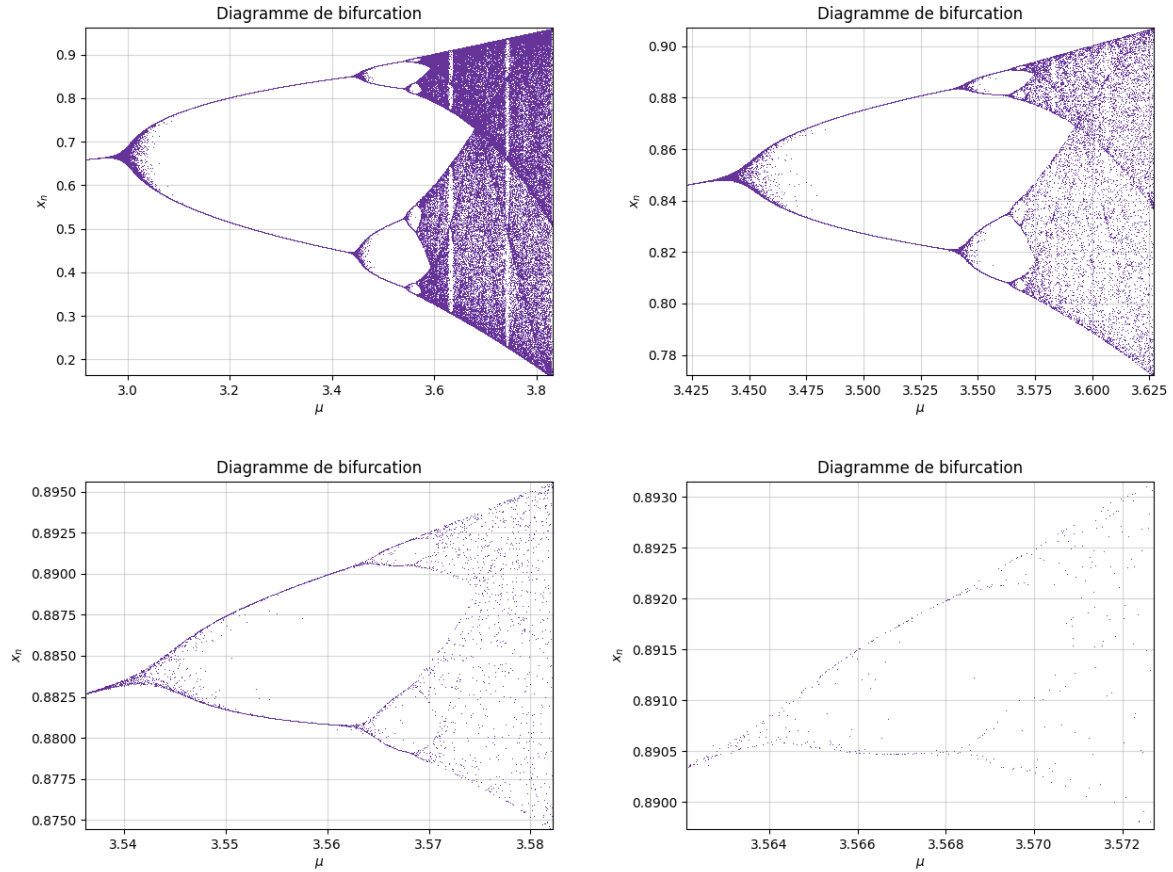 Diagramme de bifurcation
0.9
0.8
0.7
0.6
0.5
0.4
0.3
0.2
xn
3.0 3.2 3.4 3.6 3.8
μ
Diagramme de bifurcation
0.90
0.88
0.86
0.84
0.82
0.80
0.78
xn
3.425 3.450 3.475 3.500 3.525 3.550 3.575 3.600 3.625
μ
Diagramme de bifurcation
0.8950
0.8925
0.8900
0.8875
0.8850
0.8825
0.8800
0.8775
0.8750
xn
3.54 3.55 3.56 3.57 3.58
μ
Diagramme de bifurcation
0.8930
0.8925
0.8920
0.8915
0.8910
0.8905
0.8900
xn
3.564 3.566 3.568 3.570 3.572
μ